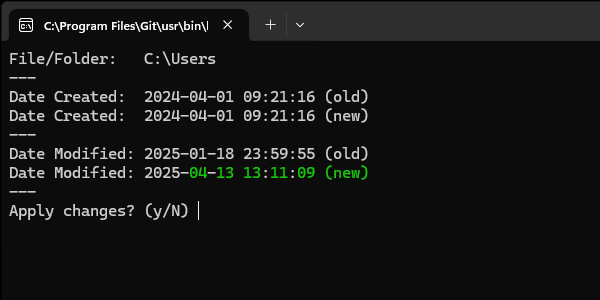 C:\Program Files\Git\usr\bin\
File/Folder:   C:\Users
---
Date Created:  2024-04-01 09:21:16 (old)
Date Created:  2024-04-01 09:21:16 (new)
---
Date Modified: 2025-01-18 23:59:55 (old)
Date Modified: 2025-04-13 13:11:09 (new)
---
Apply changes? (y/N)